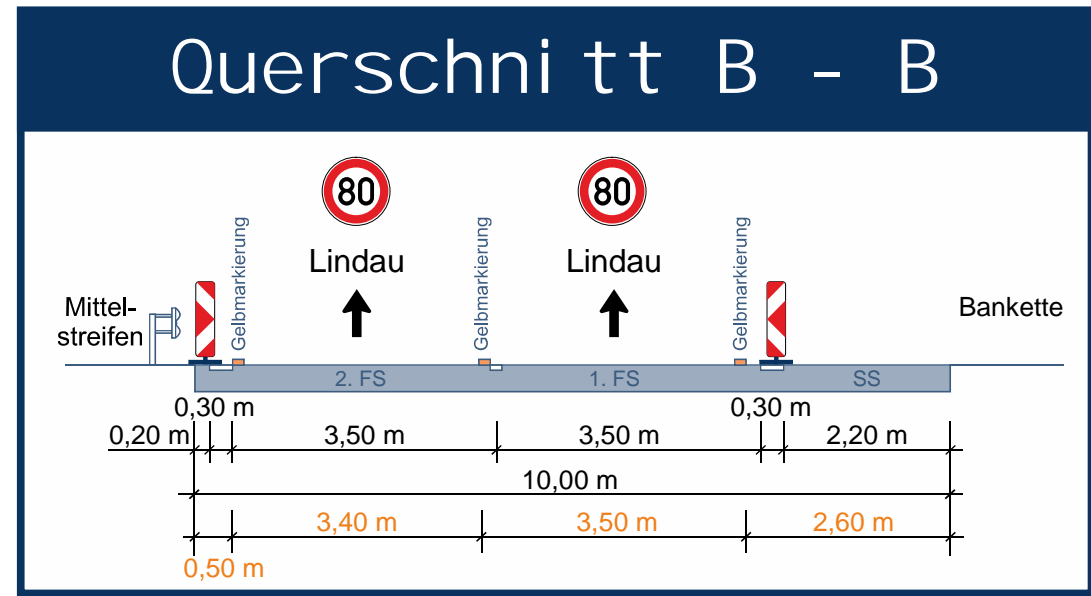 Querschnitt B - B
80
80
Gelbmarkierung
Gelbmarkierung
Gelbmarkierung
Lindau
Lindau
Mittel-
streifen
Bankette
2. FS
1. FS
SS
0,30 m
0,30 m
0,20 m
3,50 m
3,50 m
2,20 m
10,00 m
3,40 m
3,50 m
2,60 m
0,50 m